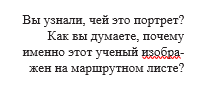 Вы узнали, чей это портрет?
Как вы думаете, почему
именно этот ученый изобра-
жен на маршрутном листе?